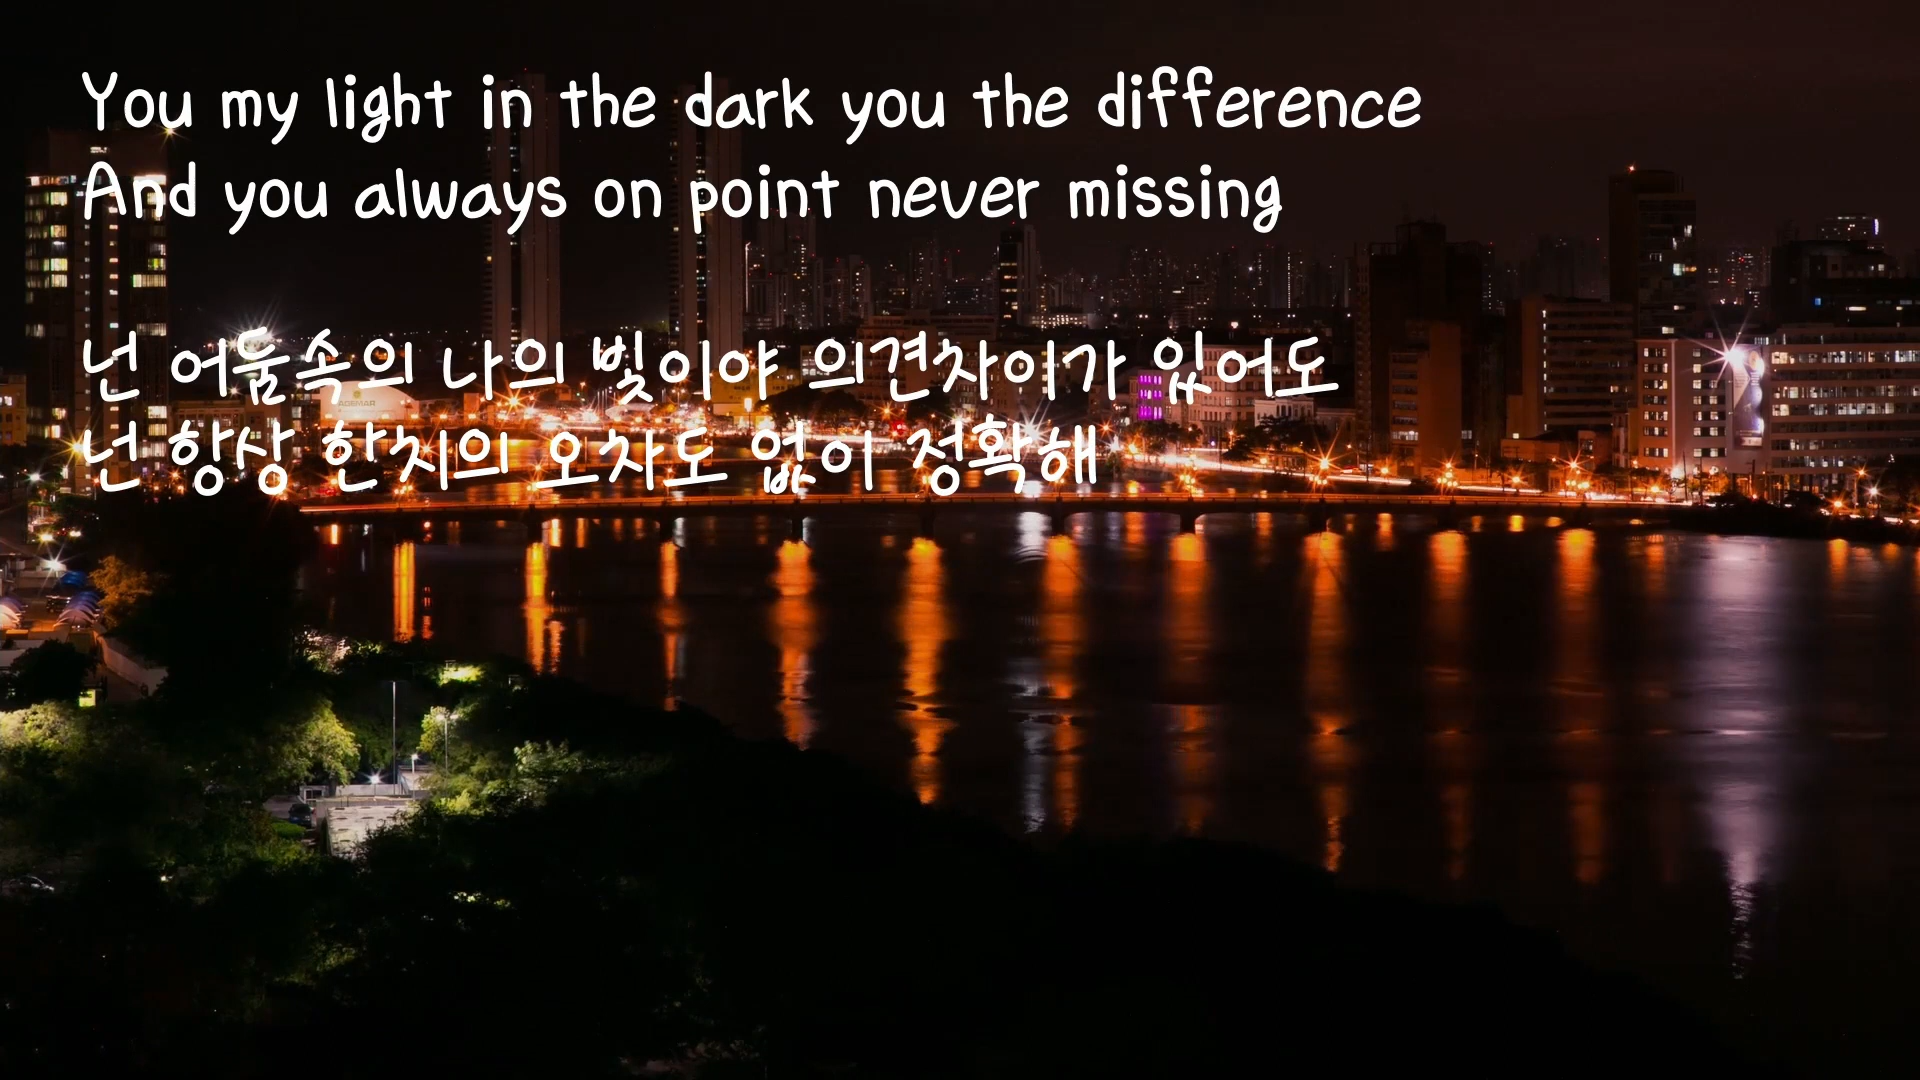 You my light in the dark you the difference
And you always on point never missing
넌 어둠속의 나의 빛이야 의견차이가 있어도
넌 항상 한치의 오차도 없이 정확해
ADEMAR